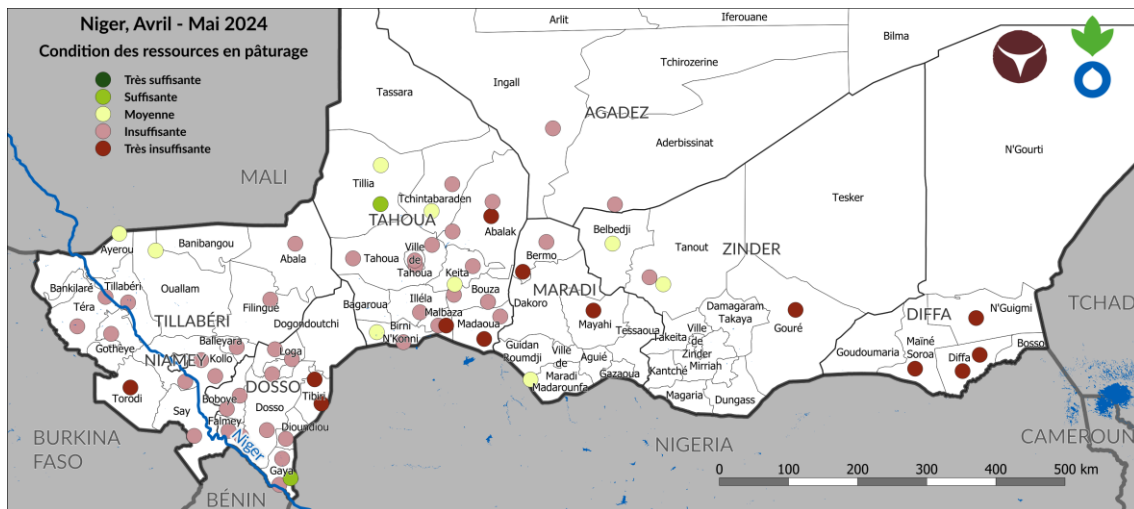 Niger, Avril - Mai 2024
Condition des ressources en pâturage
Très suffisante
Suffisante
Moyenne
Insuffisante
Très insuffisante
Arlit
Iferouane
Bilma
Tchirozerine
Ingall
Tassara
AGADEZ
Aderbissinat
N'Gourti
MALI
Tillia
Tchintabaraden
TAHOUA
Tesker
Abalak
Belbedji
Tanout
ZINDER
Ayerou
Banibangou
Abala
Ville
de
Tahoua
Tahoua
Keita
Bermo
Bankilaré
Tillabéri
Téra
Ouallam
Filingué
Bagaroua
Illéla
Bouza
Dakoro
MARADI
Damagaram
Takaya
Gouré
N'Guigmi
TCHAD
TILLABÉRI
Dogondoutchi
Malbaza
Birni
N'Konni
Madaoua
Mayahi
Tessaoua
Takeita
Ville
de
Zinder
DIFFA
Gothèye
Balleyara
NIAMEY
Kollo
Loga
Guidan
Roumdji
Ville
de
Maradi
Madarounfa
Aguié
Gazaoua
Kantché
Mirriah
Magaria
Dungass
Goudoumaria
Maïné
Soroa
Diffa
Bosso
Torodi
Say
DOSSO
Boboye
Dosso
Tibiri
Falmey
Dioundiou
Niger
Gaya
BURKINA
FASO
BÉNIN
NIGERIA
CAMEROUN
0 100 200 300 400 500 km